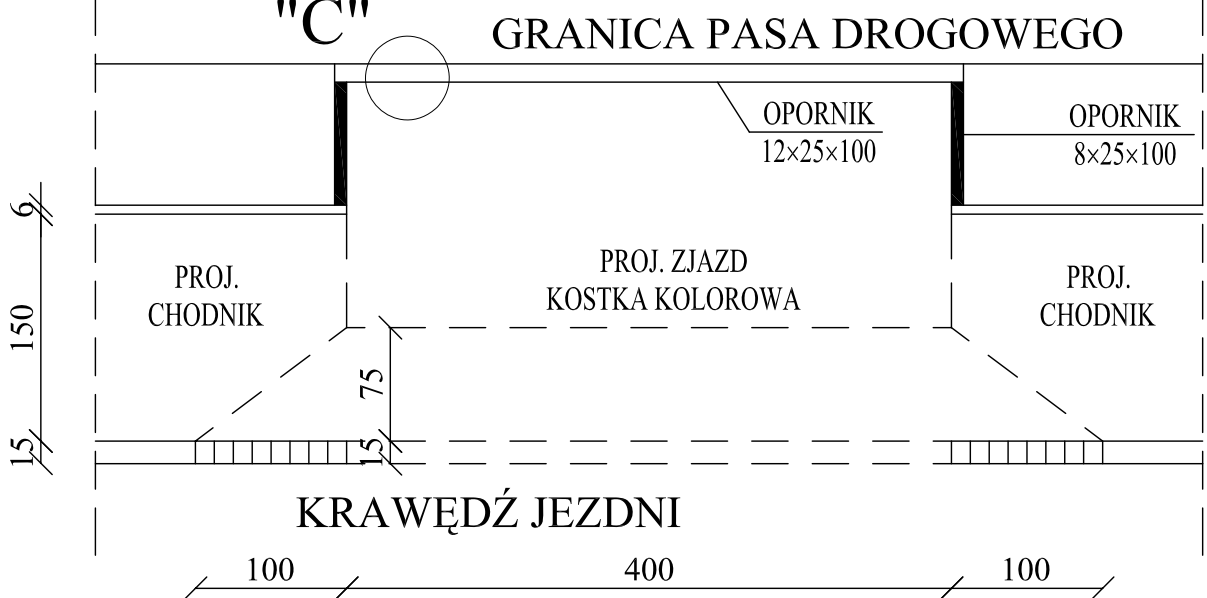 "C"
GRANICA PASA DROGOWEGO
OPORNIK
12×25×100
OPORNIK
8×25×100
6
PROJ.
CHODNIK
PROJ. ZJAZD
KOSTKA KOLOROWA
PROJ.
CHODNIK
150
75
15
15
KRAWĘDŹ JEZDNI
100
400
100